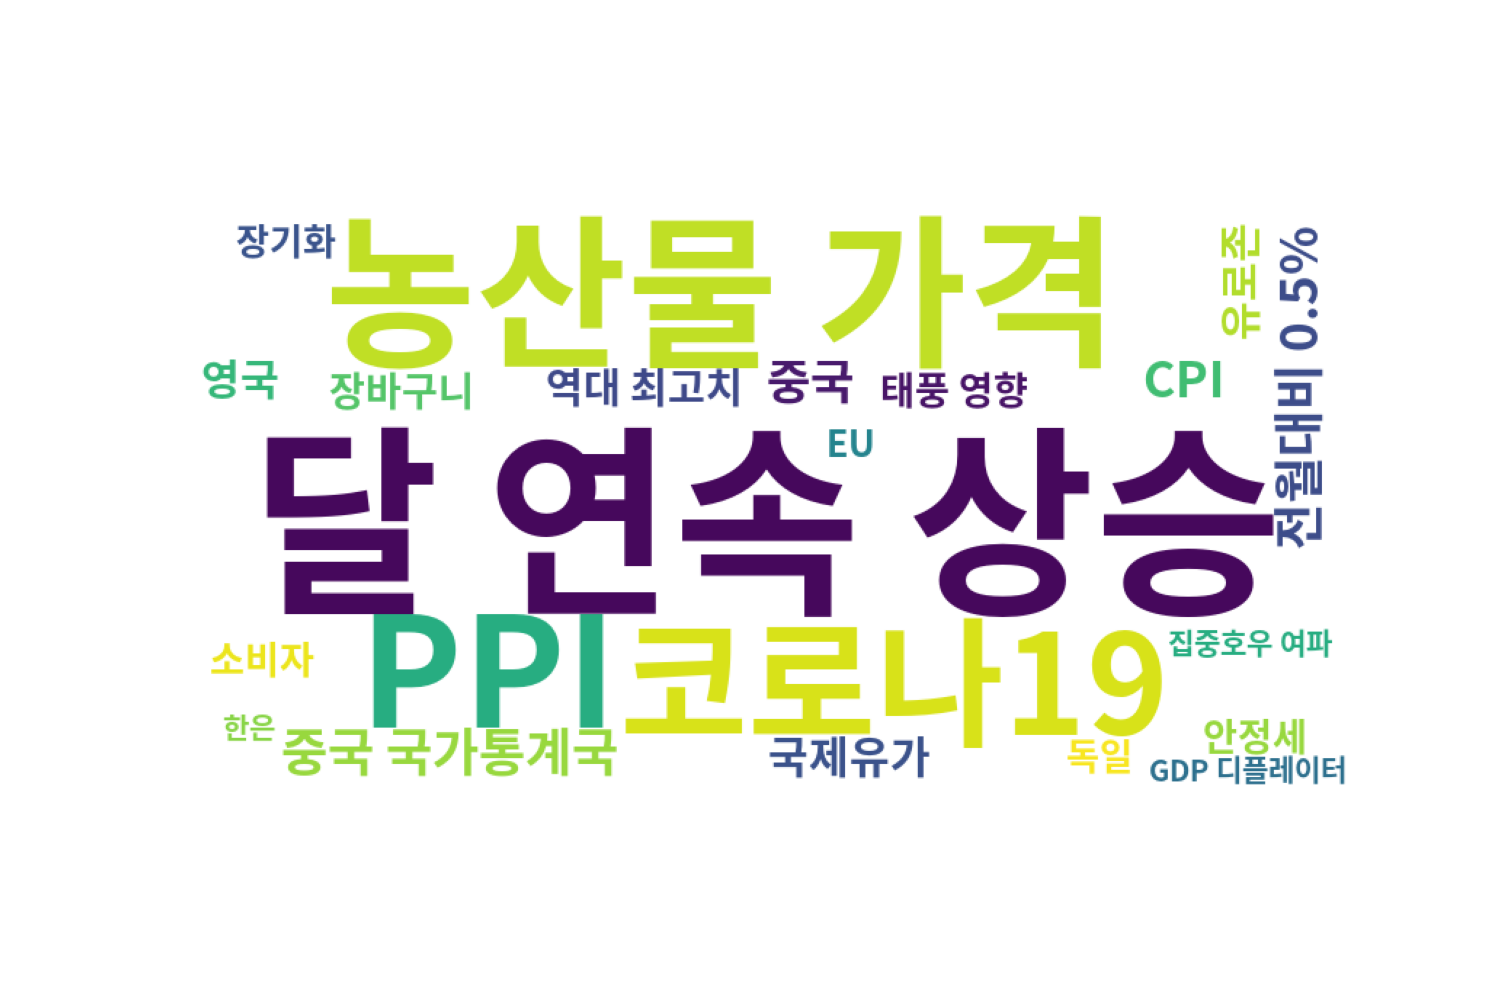 장기화
농산물 가격
유로존
전월대비 0.5%
영국
장바구니
역대 최고치
중국
태풍 영향
CPI
EU
달 연속 상승
PPI
코로나19
소비자
집중호우 여파
한은
중국 국가통계국
국제유가
독일
안정세
GDP 디플레이터